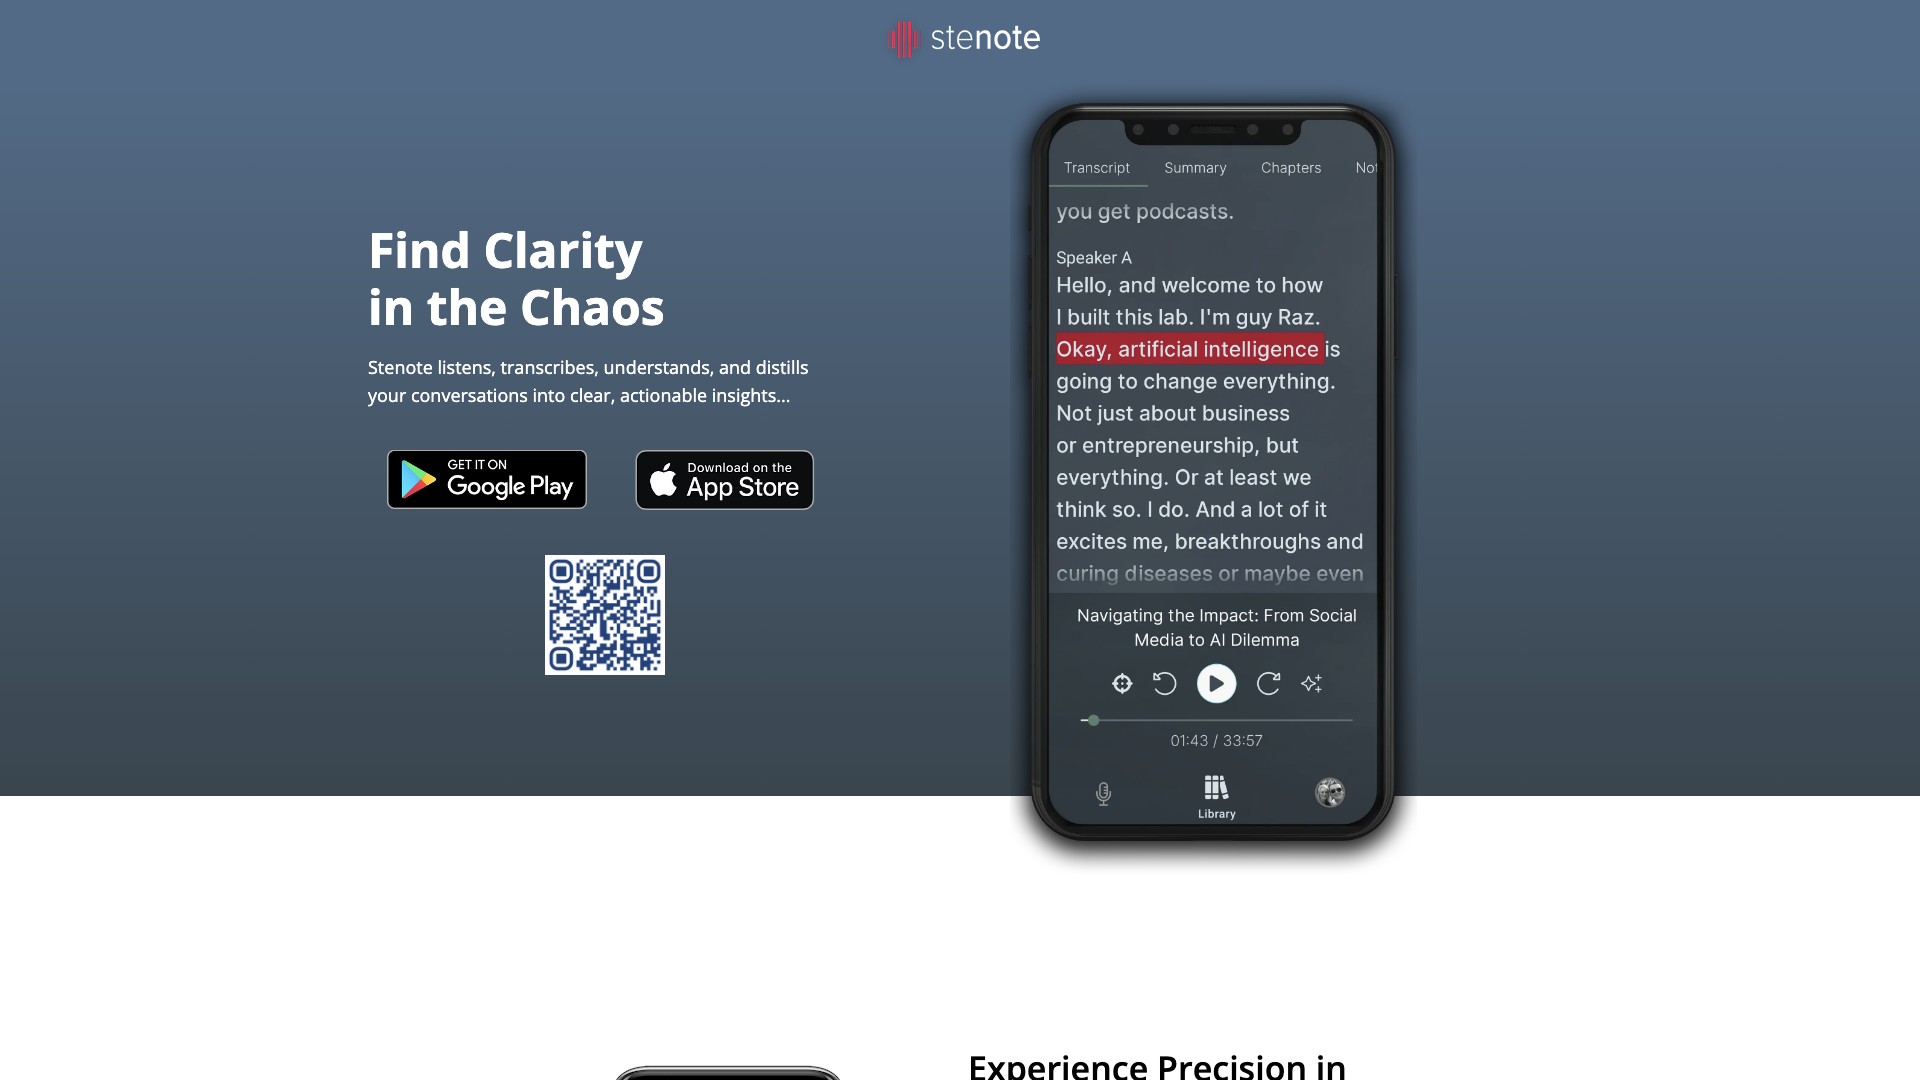 stenote
Find Clarity
in the Chaos
Stenote listens, transcribes, understands, and distills
your conversations into clear, actionable insights...
GET IT ON
Google Play
Download on the
App Store
Transcript Summary Chapters Not
you get podcasts.
Speaker A
Hello, and welcome to how
I built this lab. I'm guy Raz.
Okay, artificial intelligence is
going to change everything.
Not just about business
or entrepreneurship, but
everything. Or at least we
think so. I do. And a lot of it
excites me, breakthroughs and
curing diseases or maybe even
Navigating the Impact: From Social
Media to AI Dilemma
01:43 / 33:57
Library
Experience Precision in